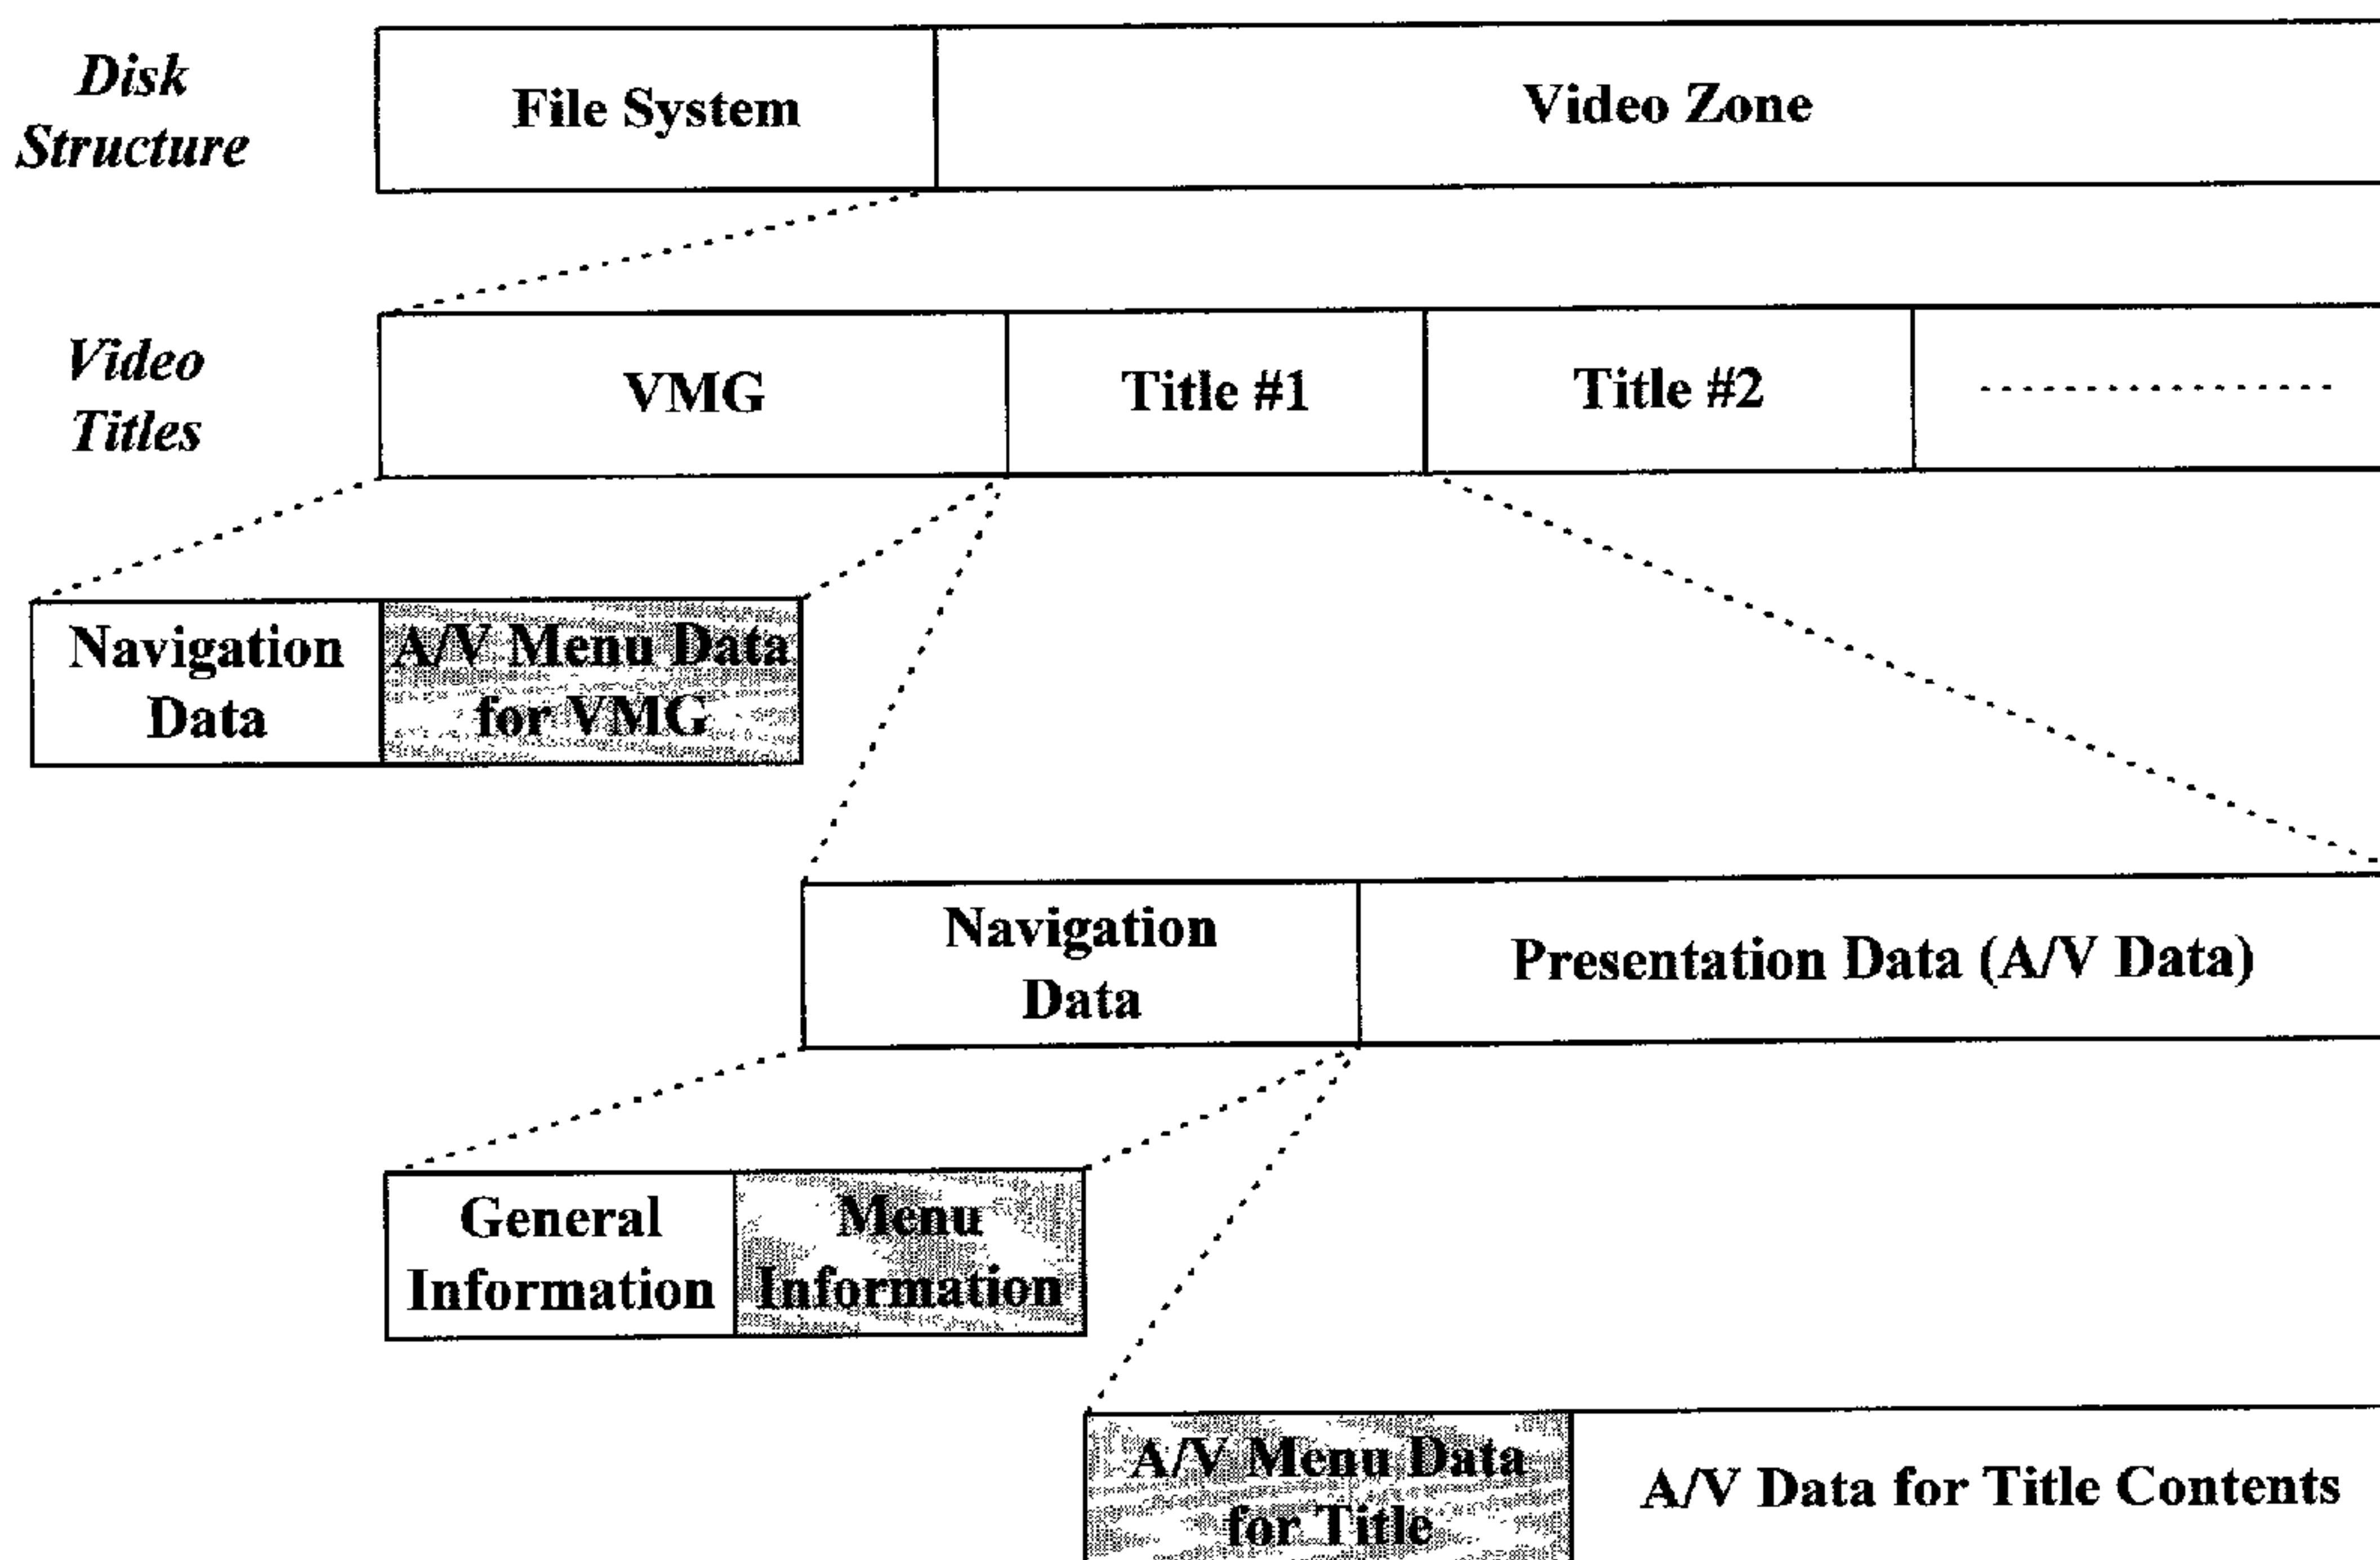 Disk
Structure
File System
Video Zone
Video
Titles
VMG
Title #1
Title #2
Navigation
Data
A/V Menu Data
for VMG
Navigation
Data
Presentation Data (A/V Data)
General
Information
Menu
Information
A/V Menu Data
for Title
A/V Data for Title Contents